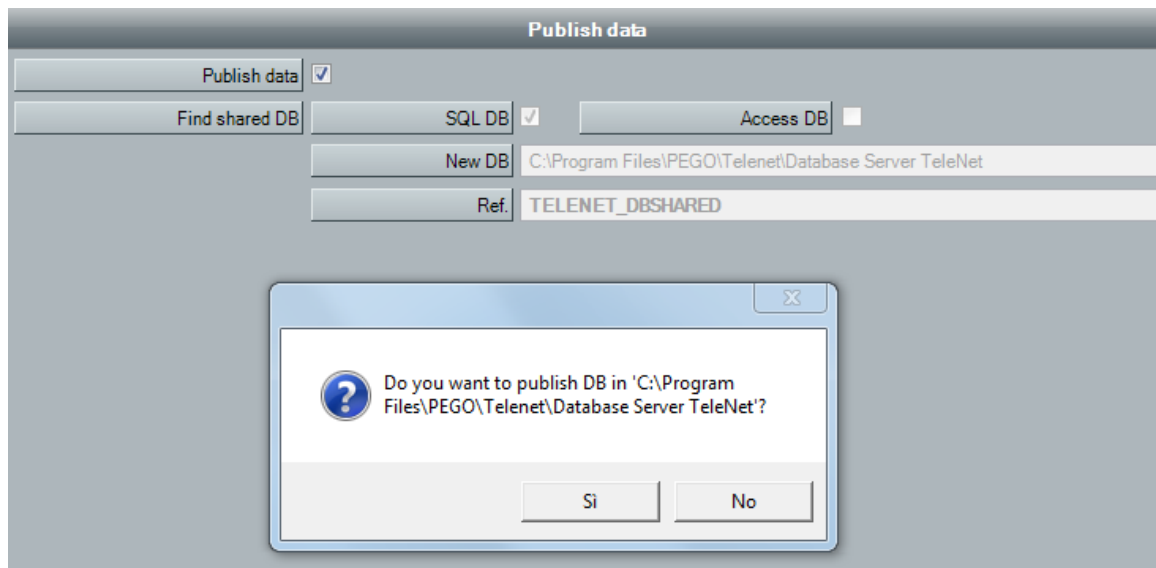 Publish data
Publish data
Find shared DB SQL DB Access DB
New DB C:\Program Files\PEGO\Telenet\Database Server TeleNet
Ref. TELENET_DBSHARED
Do you want to publish DB in 'C:\Program
Files\PEGO\Telenet\Database Server TeleNet'?
Sì No